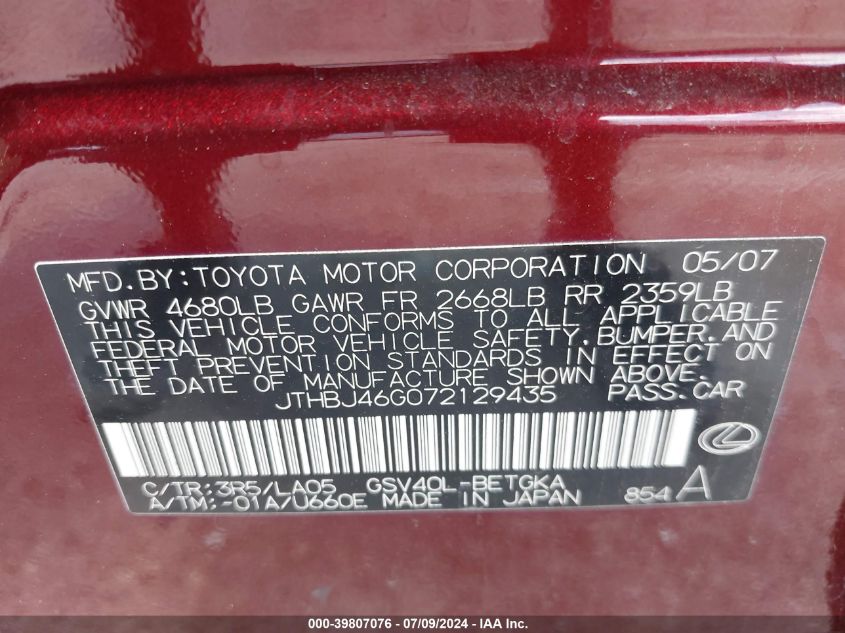 MFD.BY:TOYOTA MOTOR CORPORATION 05/07
GVWR 4680LB GAWR FR 2668LB RR 2359LB
THIS VEHICLE CONFORMS TO ALL APPLICABLE
FEDERAL MOTOR VEHICLE SAFETY,BUMPER,AND
THEFT PREVENTION STANDARDS IN EFFECT ON
THE DATE OF MANUFACTURE SHOWN ABOVE.
JTHBJ46G072129435 PASS.CAR
C/TR:3R5/LA05 GSV40L-BETGKA
A/TM:-01A/U660E MADE IN JAPAN 854 A
000-39807076 - 07/09/2024 - IAA Inc.